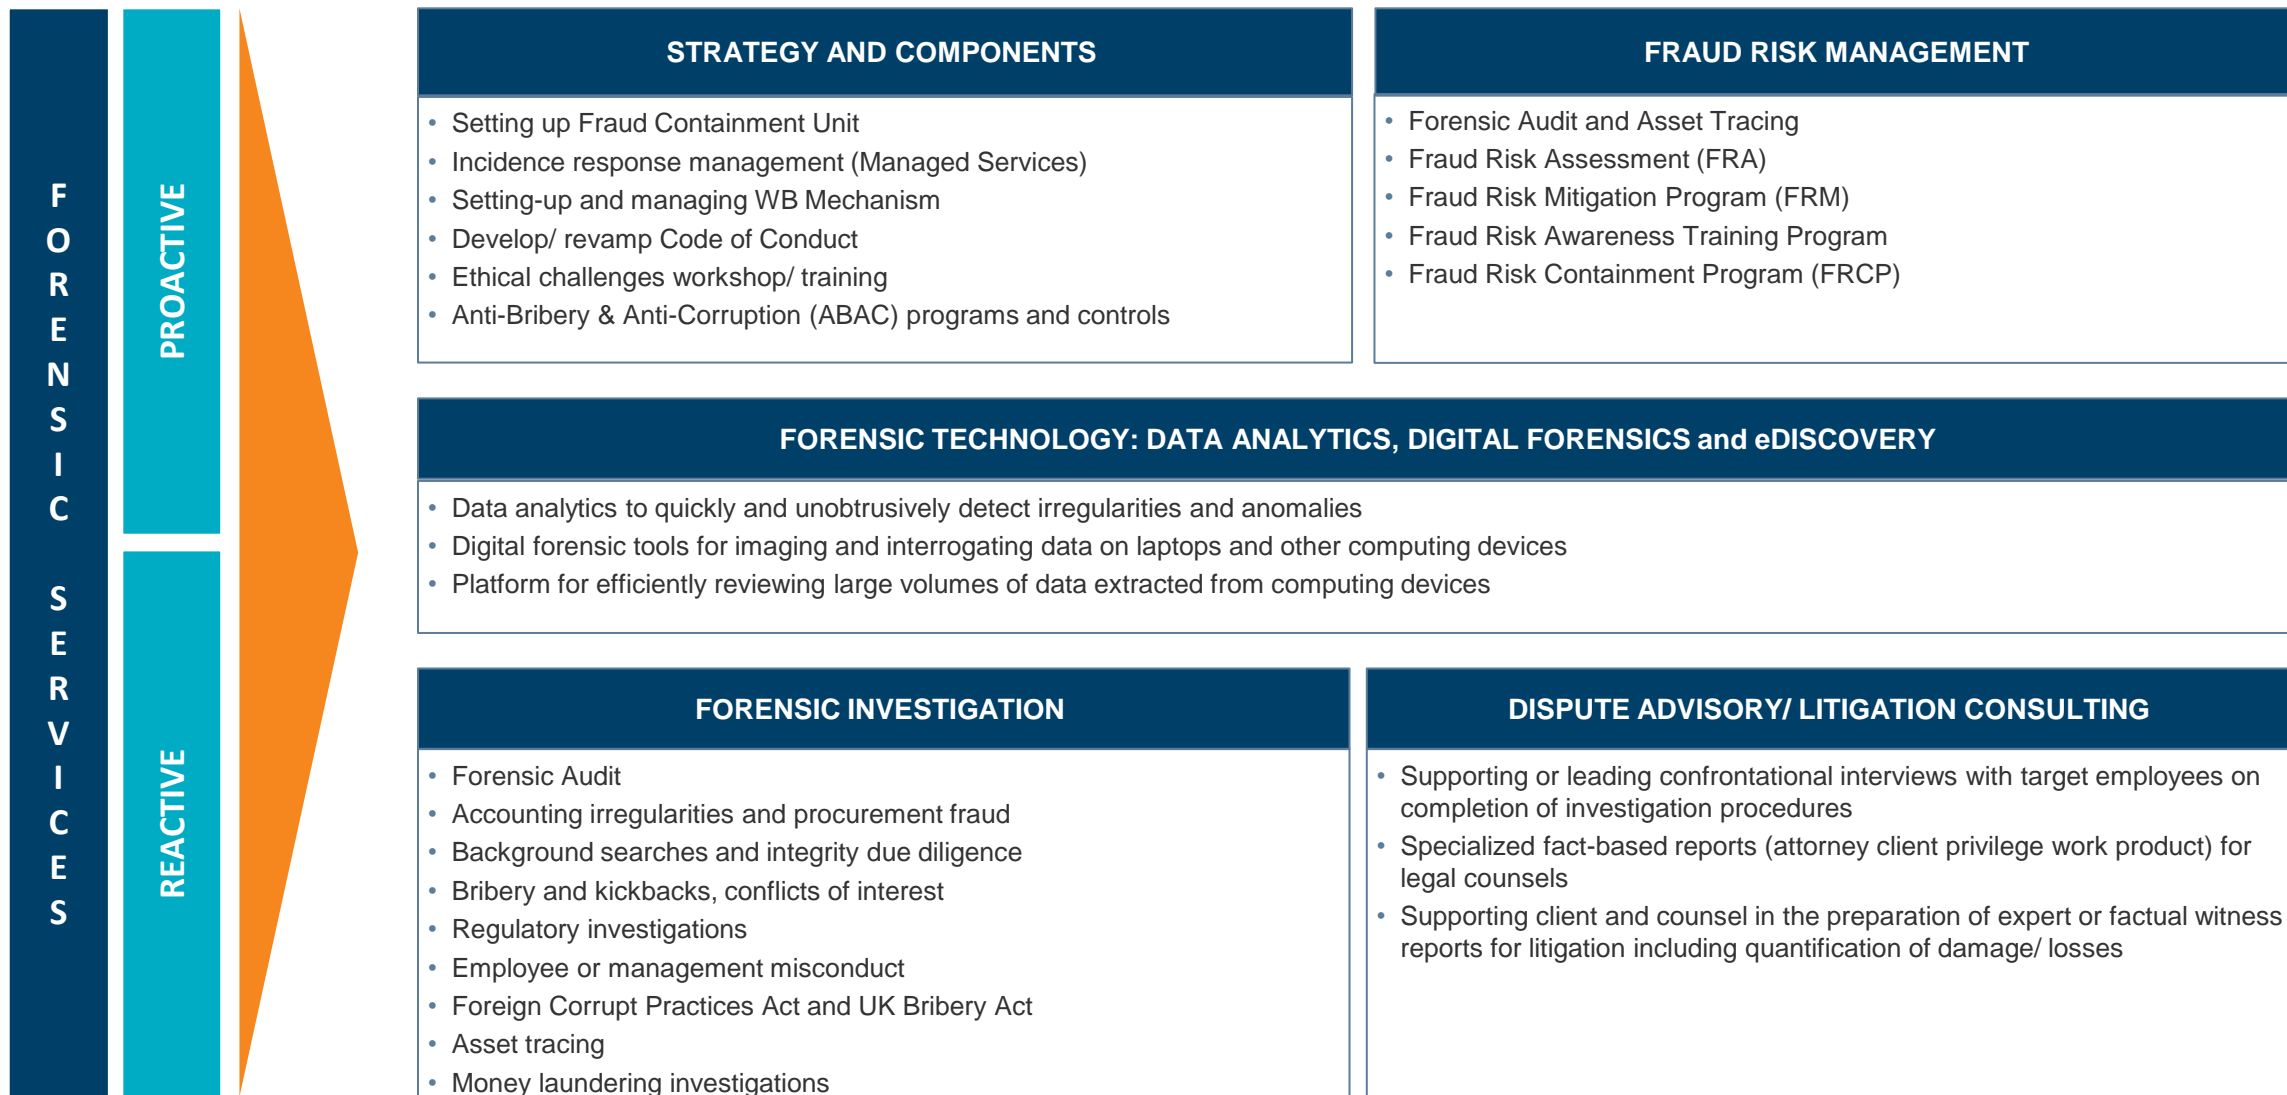 FORENSIC SERVICES
PROACTIVE
REACTIVE
STRATEGY AND COMPONENTS
• Setting up Fraud Containment Unit
• Incidence response management (Managed Services)
• Setting-up and managing WB Mechanism
• Develop/ revamp Code of Conduct
• Ethical challenges workshop/ training
• Anti-Bribery & Anti-Corruption (ABAC) programs and controls
FRAUD RISK MANAGEMENT
• Forensic Audit and Asset Tracing
• Fraud Risk Assessment (FRA)
• Fraud Risk Mitigation Program (FRM)
• Fraud Risk Awareness Training Program
• Fraud Risk Containment Program (FRCP)
FORENSIC TECHNOLOGY: DATA ANALYTICS, DIGITAL FORENSICS and eDISCOVERY
• Data analytics to quickly and unobtrusively detect irregularities and anomalies
• Digital forensic tools for imaging and interrogating data on laptops and other computing devices
• Platform for efficiently reviewing large volumes of data extracted from computing devices
FORENSIC INVESTIGATION
• Forensic Audit
• Accounting irregularities and procurement fraud
• Background searches and integrity due diligence
• Bribery and kickbacks, conflicts of interest
• Regulatory investigations
• Employee or management misconduct
• Foreign Corrupt Practices Act and UK Bribery Act
• Asset tracing
• Money laundering investigations
DISPUTE ADVISORY/ LITIGATION CONSULTING
• Supporting or leading confrontational interviews with target employees on
completion of investigation procedures
• Specialized fact-based reports (attorney client privilege work product) for
legal counsels
• Supporting client and counsel in the preparation of expert or factual witness
reports for litigation including quantification of damage/ losses